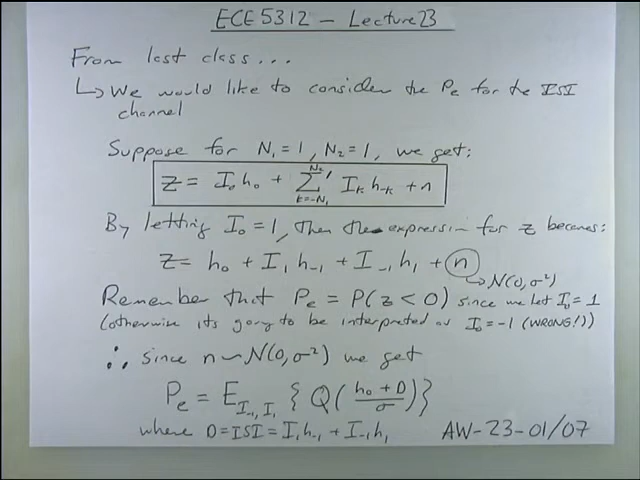 ECE 5312 – Lecture 23
From last class...
↳ We would like to consider the Pe for the ISI
channel
Suppose for N₁ = 1, N₂ = 1, we get:
z = I₀h₀ + Σ' (k=-N₁ to N₂) Iₖh₋ₖ + n
By letting I₀ = 1, then the expression for z becomes:
z = h₀ + I₁h₋₁ + I₋₁h₁ + n
↳ N(0,σ²)
Remember that Pe = P(z < 0) since we let I₀ = 1
(otherwise its going to be interpreted as I₀ = -1 (WRONG!))
∴ since n ~ N(0,σ²) we get
Pe = E_{I₋₁,I₁} { Q( (h₀ + D)/σ ) }
where D = ISI = I₁h₋₁ + I₋₁h₁
AW-23-01/07